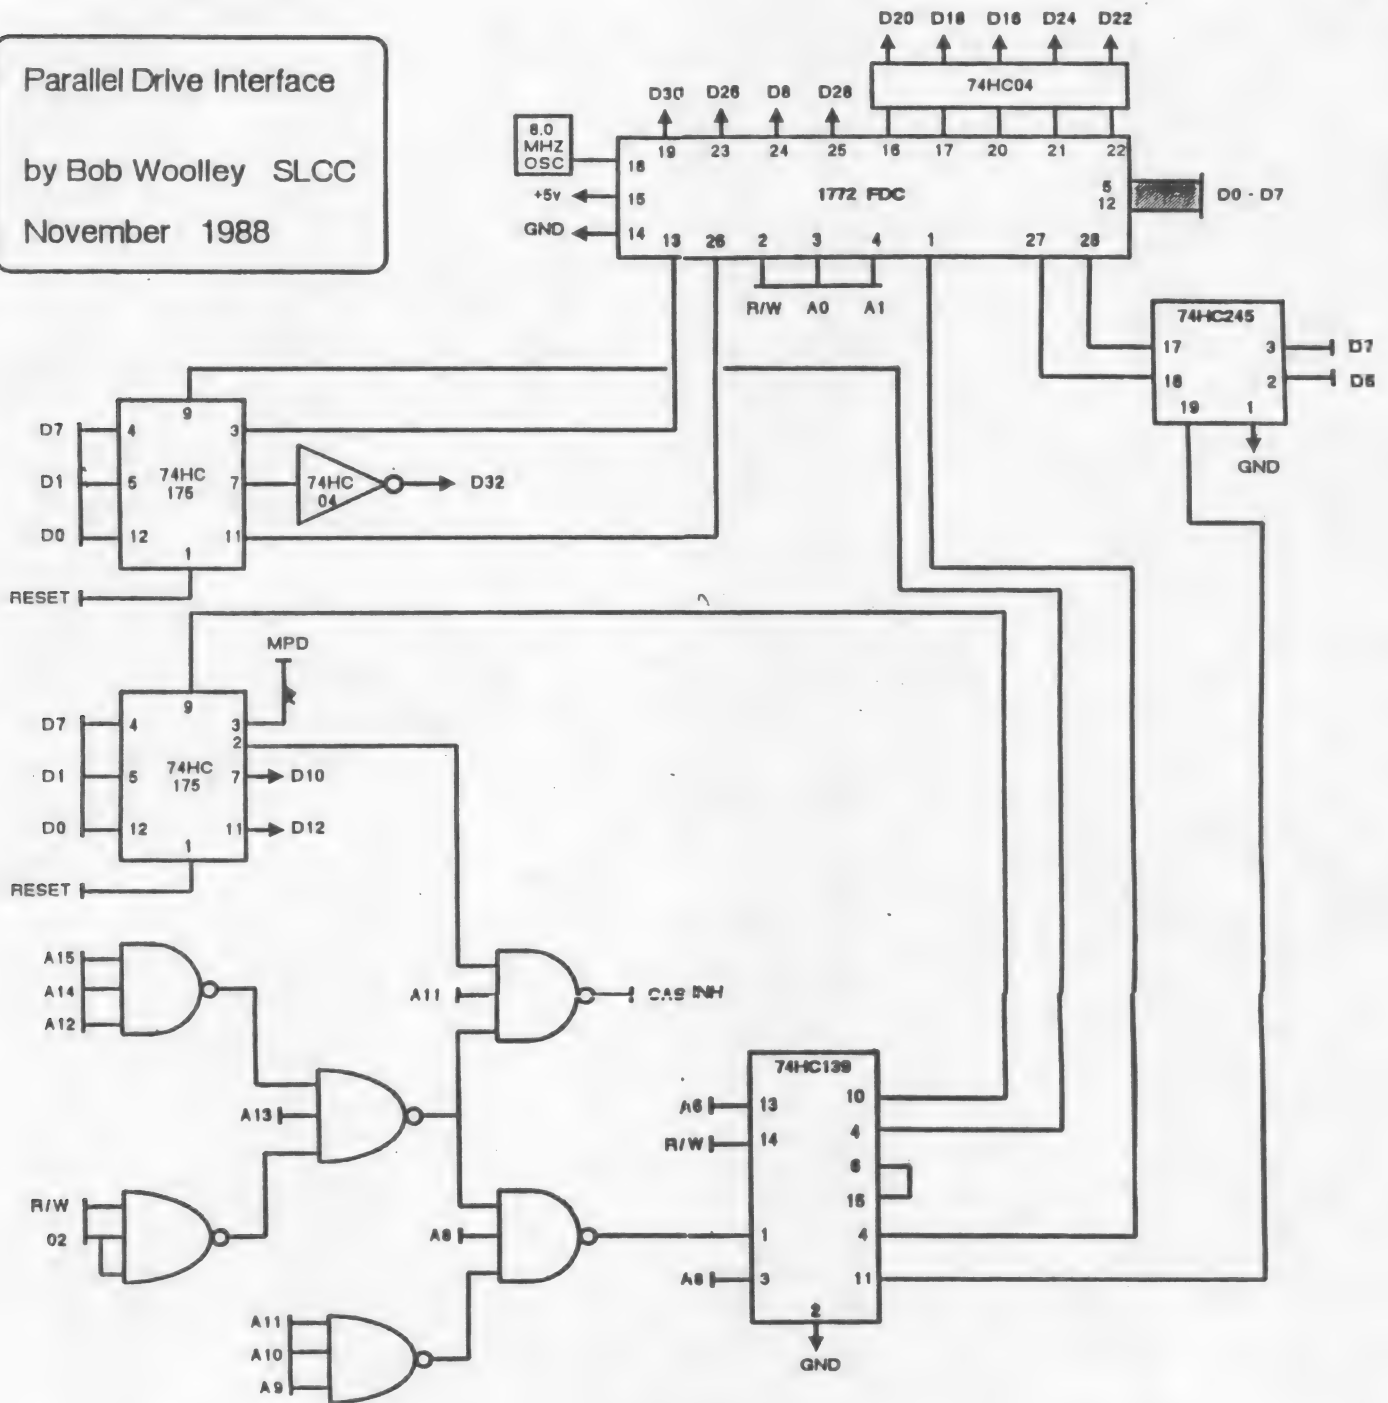 Parallel Drive Interface
by Bob Woolley SLCC
November 1988
D20 D18 D16 D24 D22
74HC04
D30 D26 D8 D28
8.0
MHZ
OSC
19 23 24 25 16 17 20 21 22
18
+5v
15
1772 FDC
5
12
D0 - D7
GND
14
13 26 2 3 4 1 27 28
R/W A0 A1
74HC245
17 3 D7
18 2 D6
19 1
GND
9
D7 4 3
D1 5 74HC
175 7
74HC
04
D32
D0 12 11
1
RESET
MPD
9
D7 4 3
2
D1 5 74HC
175 7 D10
D0 12 11 D12
1
RESET
A15
A14
A12
A11
CAS INH
A13
R/W
02
A8
A11
A10
A9
74HC139
A6 13 10
R/W 14 4
6
15
1 4
A8 3 11
2
GND